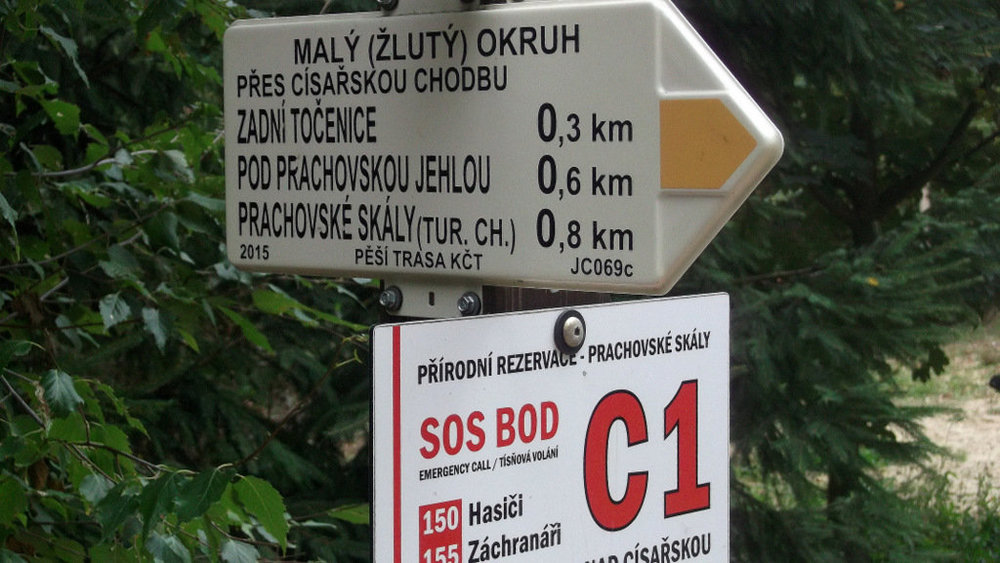 MALÝ (ŽLUTÝ) OKRUH
PŘES CÍSAŘSKOU CHODBU
ZADNÍ TOČENICE 0,3 km
POD PRACHOVSKOU JEHLOU 0,6 km
PRACHOVSKÉ SKÁLY (TUR. CH.) 0,8 km
2015 PĚŠÍ TRASA KČT JC069c
PŘÍRODNÍ REZERVACE - PRACHOVSKÉ SKÁLY
SOS BOD C1
EMERGENCY CALL / TÍSŇOVÁ VOLÁNÍ
150 Hasiči
155 Záchranáři
NAD CÍSAŘSKOU